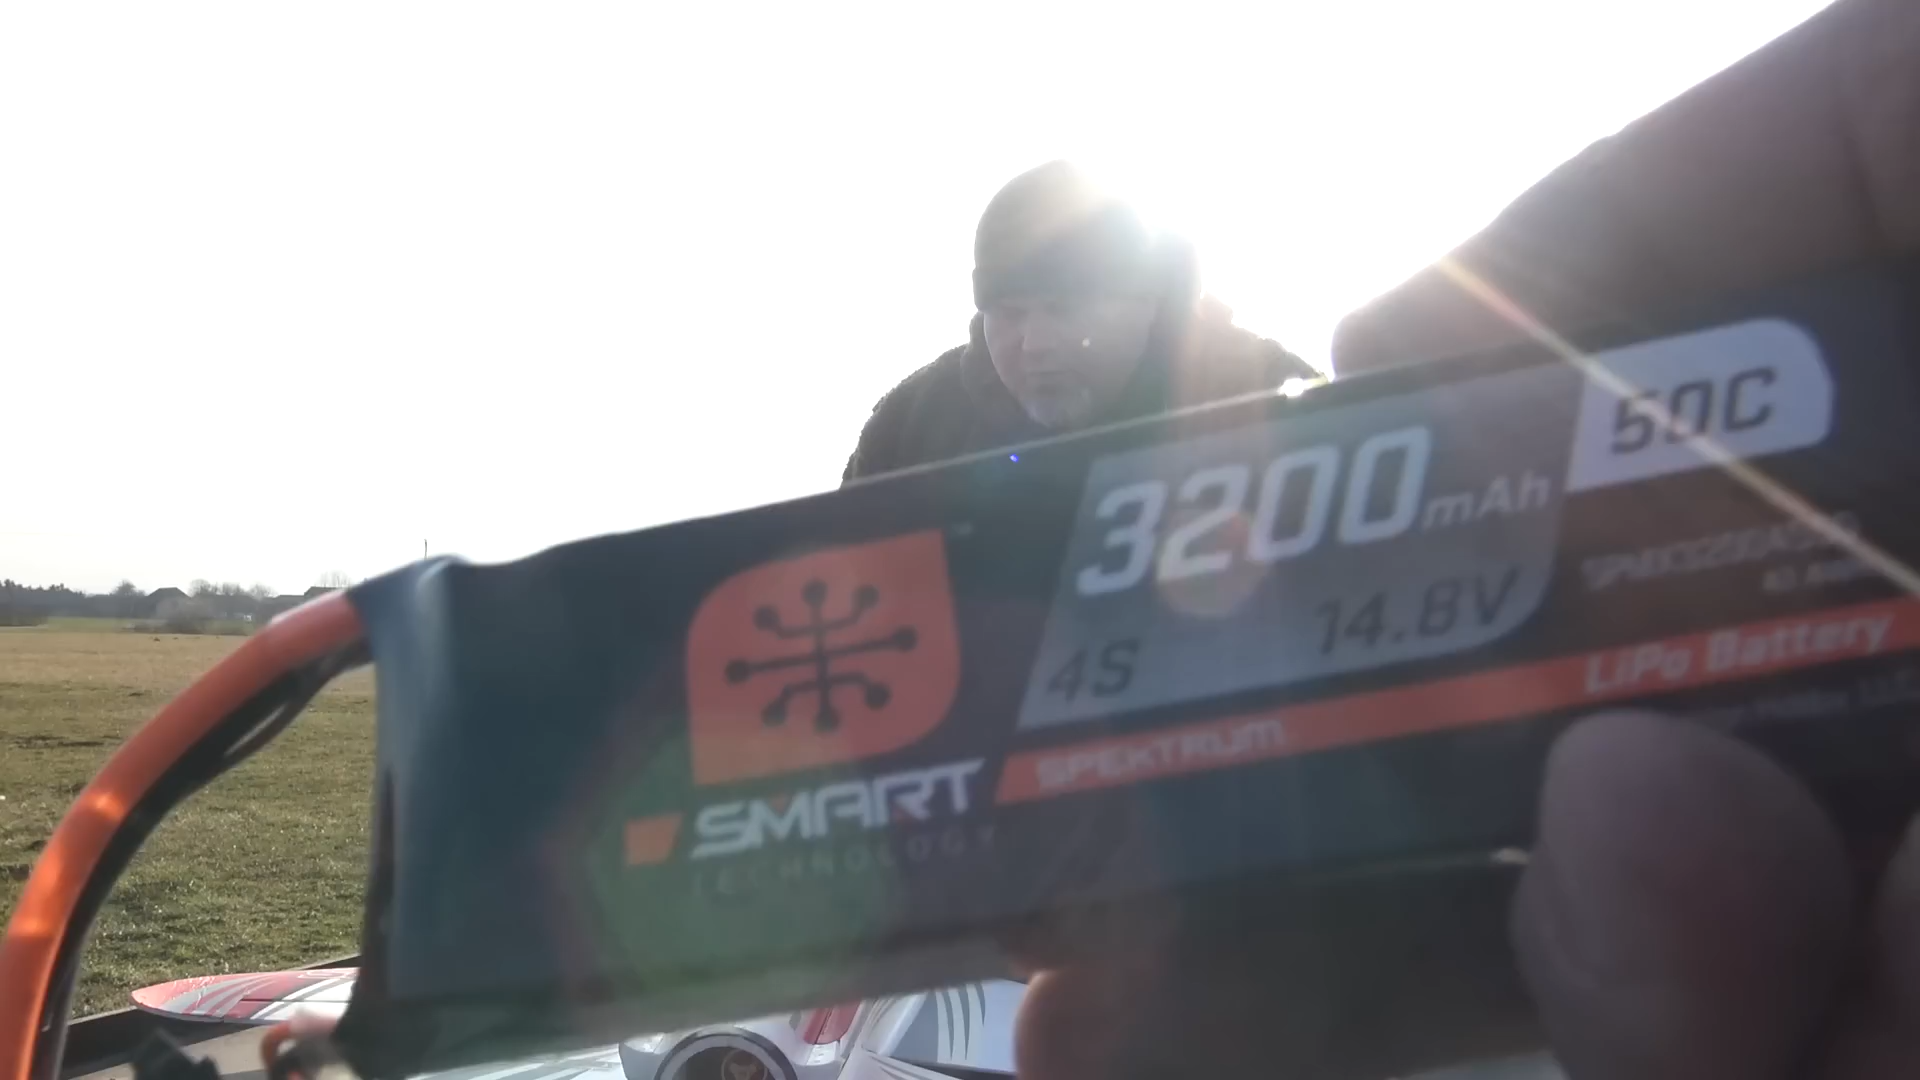 50C
3200mAh
4S 14.8V
LiPo Battery
SPEKTRUM
SMART
TECHNOLOGY